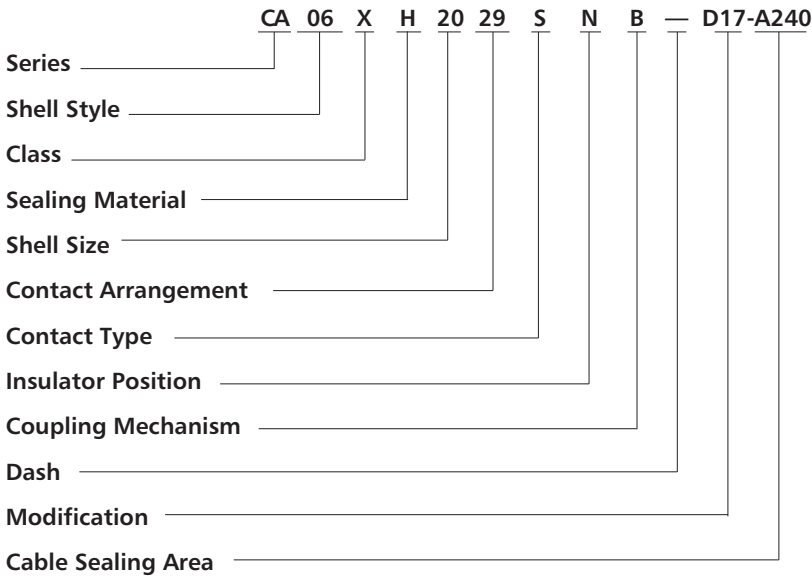 CA 06 X H 20 29 S N B — D17-A240
Series
Shell Style
Class
Sealing Material
Shell Size
Contact Arrangement
Contact Type
Insulator Position
Coupling Mechanism
Dash
Modification
Cable Sealing Area